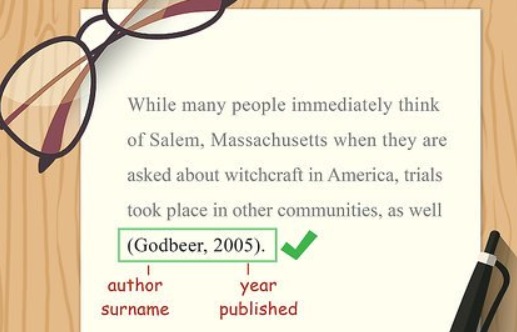 While many people immediately think
of Salem, Massachusetts when they are
asked about witchcraft in America, trials
took place in other communities, as well
(Godbeer, 2005).
author
surname
year
published